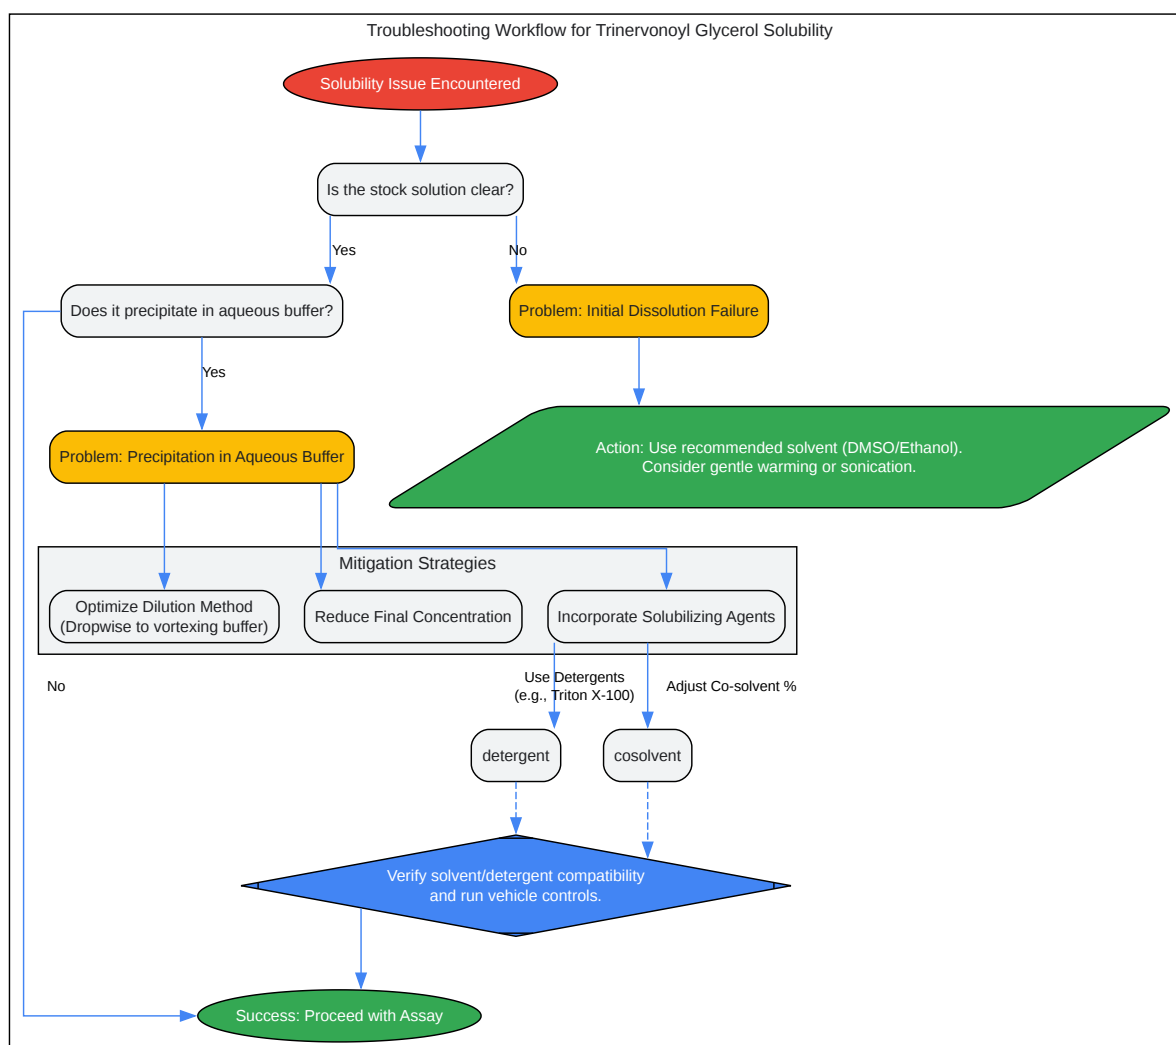 Troubleshooting Workflow for Trinervonoyl Glycerol Solubility
Solubility Issue Encountered
Is the stock solution clear?
Yes
No
Does it precipitate in aqueous buffer?
Problem: Initial Dissolution Failure
Yes
Action: Use recommended solvent (DMSO/Ethanol).
Consider gentle warming or sonication.
Problem: Precipitation in Aqueous Buffer
Mitigation Strategies
Optimize Dilution Method
(Dropwise to vortexing buffer)
Reduce Final Concentration
Incorporate Solubilizing Agents
No
Use Detergents
(e.g., Triton X-100)
Adjust Co-solvent %
detergent
cosolvent
Verify solvent/detergent compatibility
and run vehicle controls.
Success: Proceed with Assay